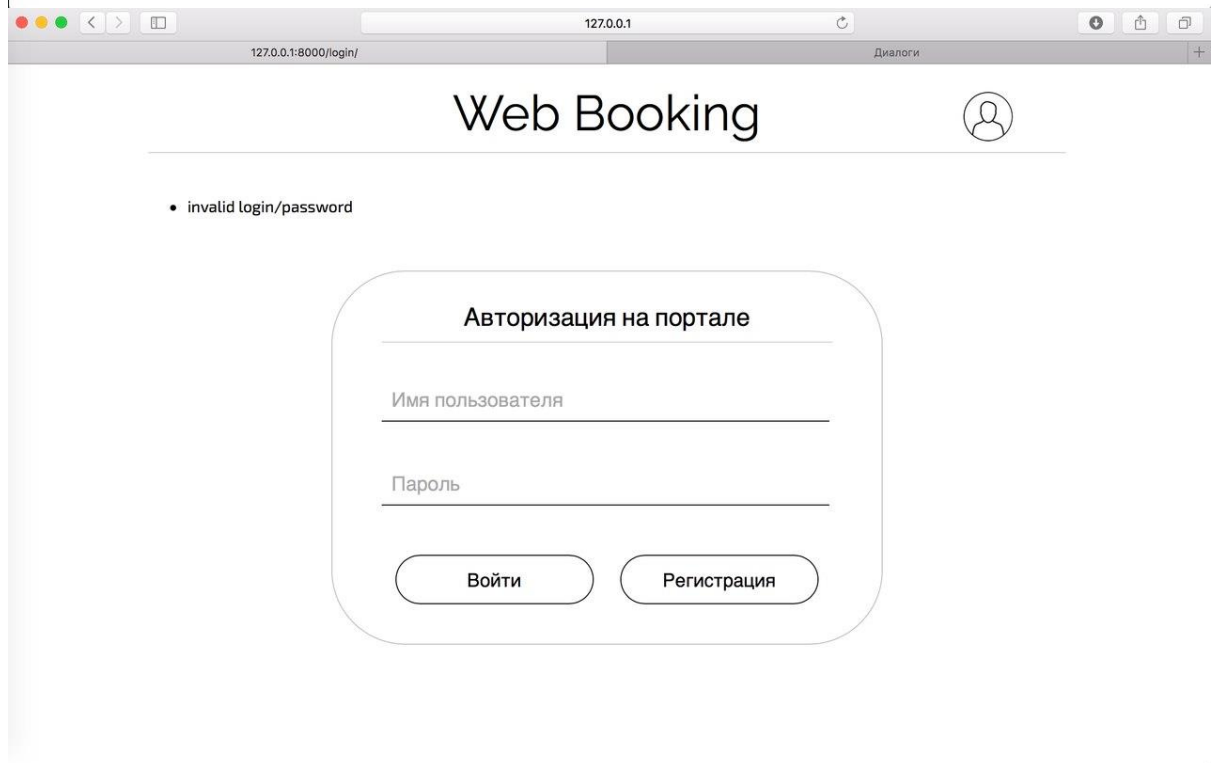 127.0.0.1
127.0.0.1:8000/login/
Диалоги
Web Booking
invalid login/password
Авторизация на портале
Имя пользователя
Пароль
Войти
Регистрация